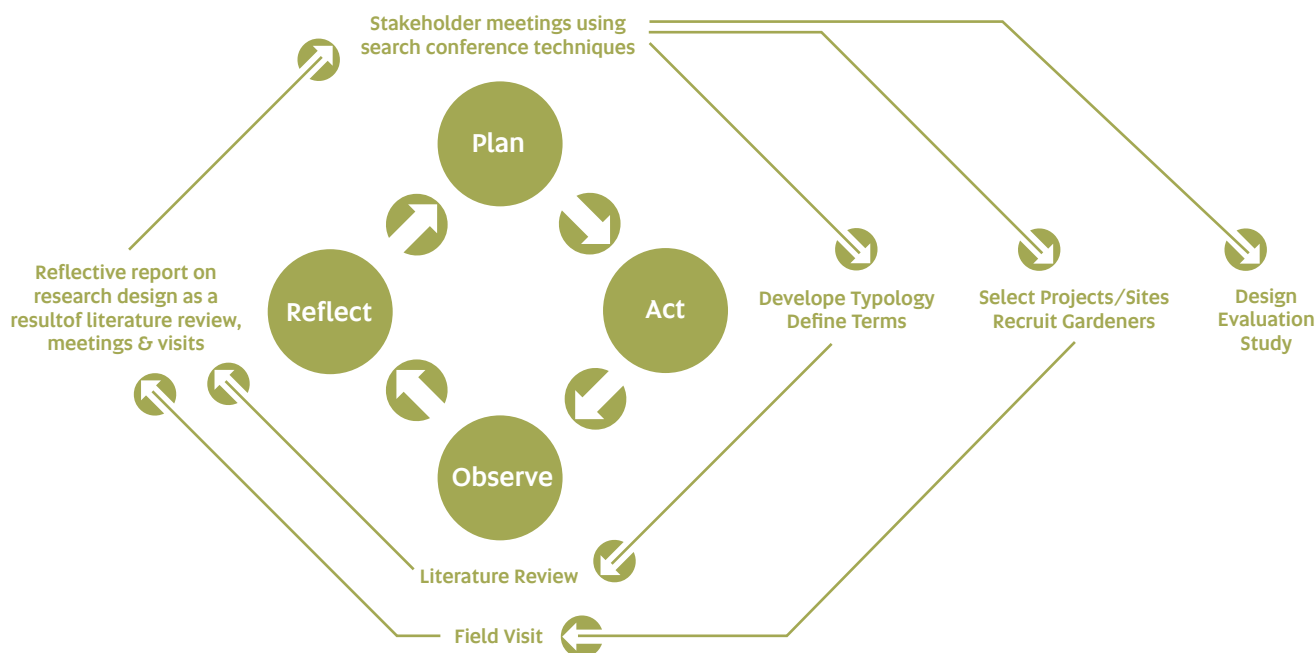 Stakeholder meetings using
search conference techniques
Plan
Reflect
Act
Observe
Reflective report on
research design as a
resultof literature review,
meetings & visits
Develope Typology
Define Terms
Select Projects/Sites
Recruit Gardeners
Design
Evaluation
Study
Literature Review
Field Visit